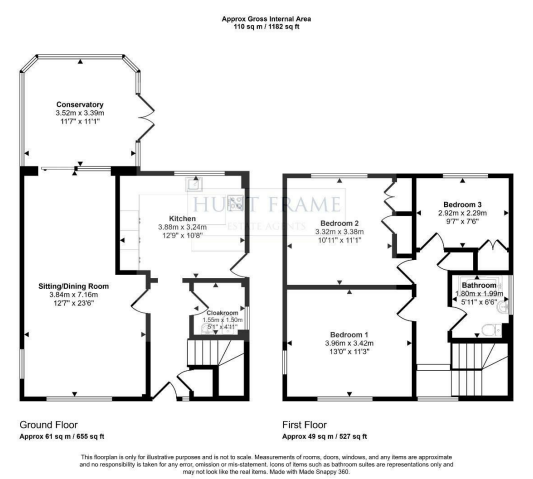 Approx Gross Internal Area
110 sq m / 1182 sq ft
Conservatory
3.52m x 3.39m
11'7" x 11'1"
HUNT FRAME
ESTATE AGENTS
Kitchen
3.88m x 3.24m
12'9" x 10'8"
Bedroom 2
3.32m x 3.38m
10'11" x 11'1"
Bedroom 3
2.92m x 2.29m
9'7" x 7'6"
Sitting/Dining Room
3.84m x 7.16m
12'7" x 23'6"
Cloakroom
1.55m x 1.50m
5'1" x 4'11"
Bathroom
1.80m x 1.99m
5'11" x 6'6"
Bedroom 1
3.96m x 3.42m
13'0" x 11'3"
Ground Floor
Approx 61 sq m / 655 sq ft
First Floor
Approx 49 sq m / 527 sq ft
This floorplan is only for illustrative purposes and is not to scale. Measurements of rooms, doors, windows, and any items are approximate
and no responsibility is taken for any error, omission or mis-statement. Icons of items such as bathroom suites are representations only and
may not look like the real items. Made with Made Snappy 360.